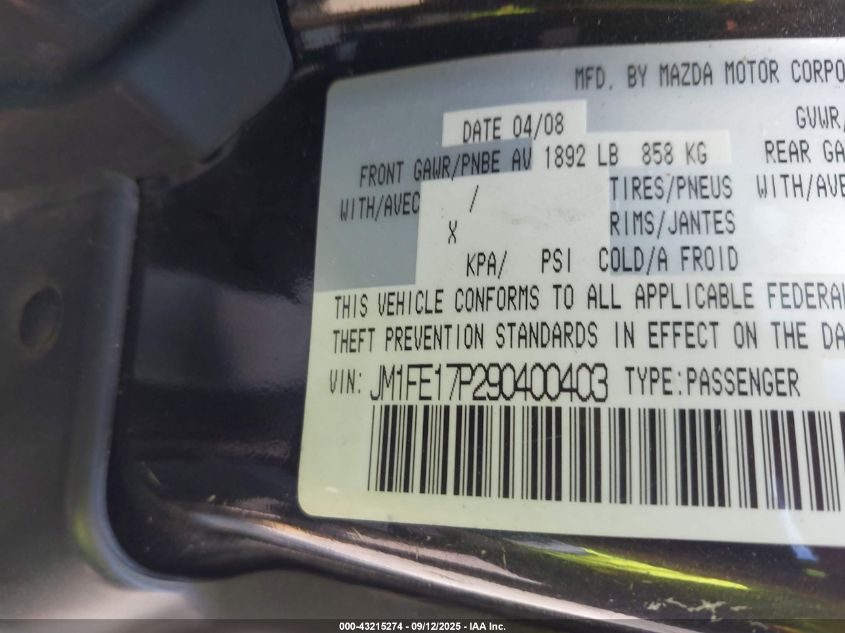 MFD. BY MAZDA MOTOR CORPO
DATE 04/08 GVWR/
FRONT GAWR/PNBE AV 1892 LB 858 KG REAR GA
WITH/AVEC / TIRES/PNEUS WITH/AVE
X RIMS/JANTES
KPA/ PSI COLD/A FROID
THIS VEHICLE CONFORMS TO ALL APPLICABLE FEDERA
THEFT PREVENTION STANDARDS IN EFFECT ON THE DA
VIN: JM1FE17P290400403 TYPE:PASSENGER
000-43215274 - 09/12/2025 - IAA Inc.